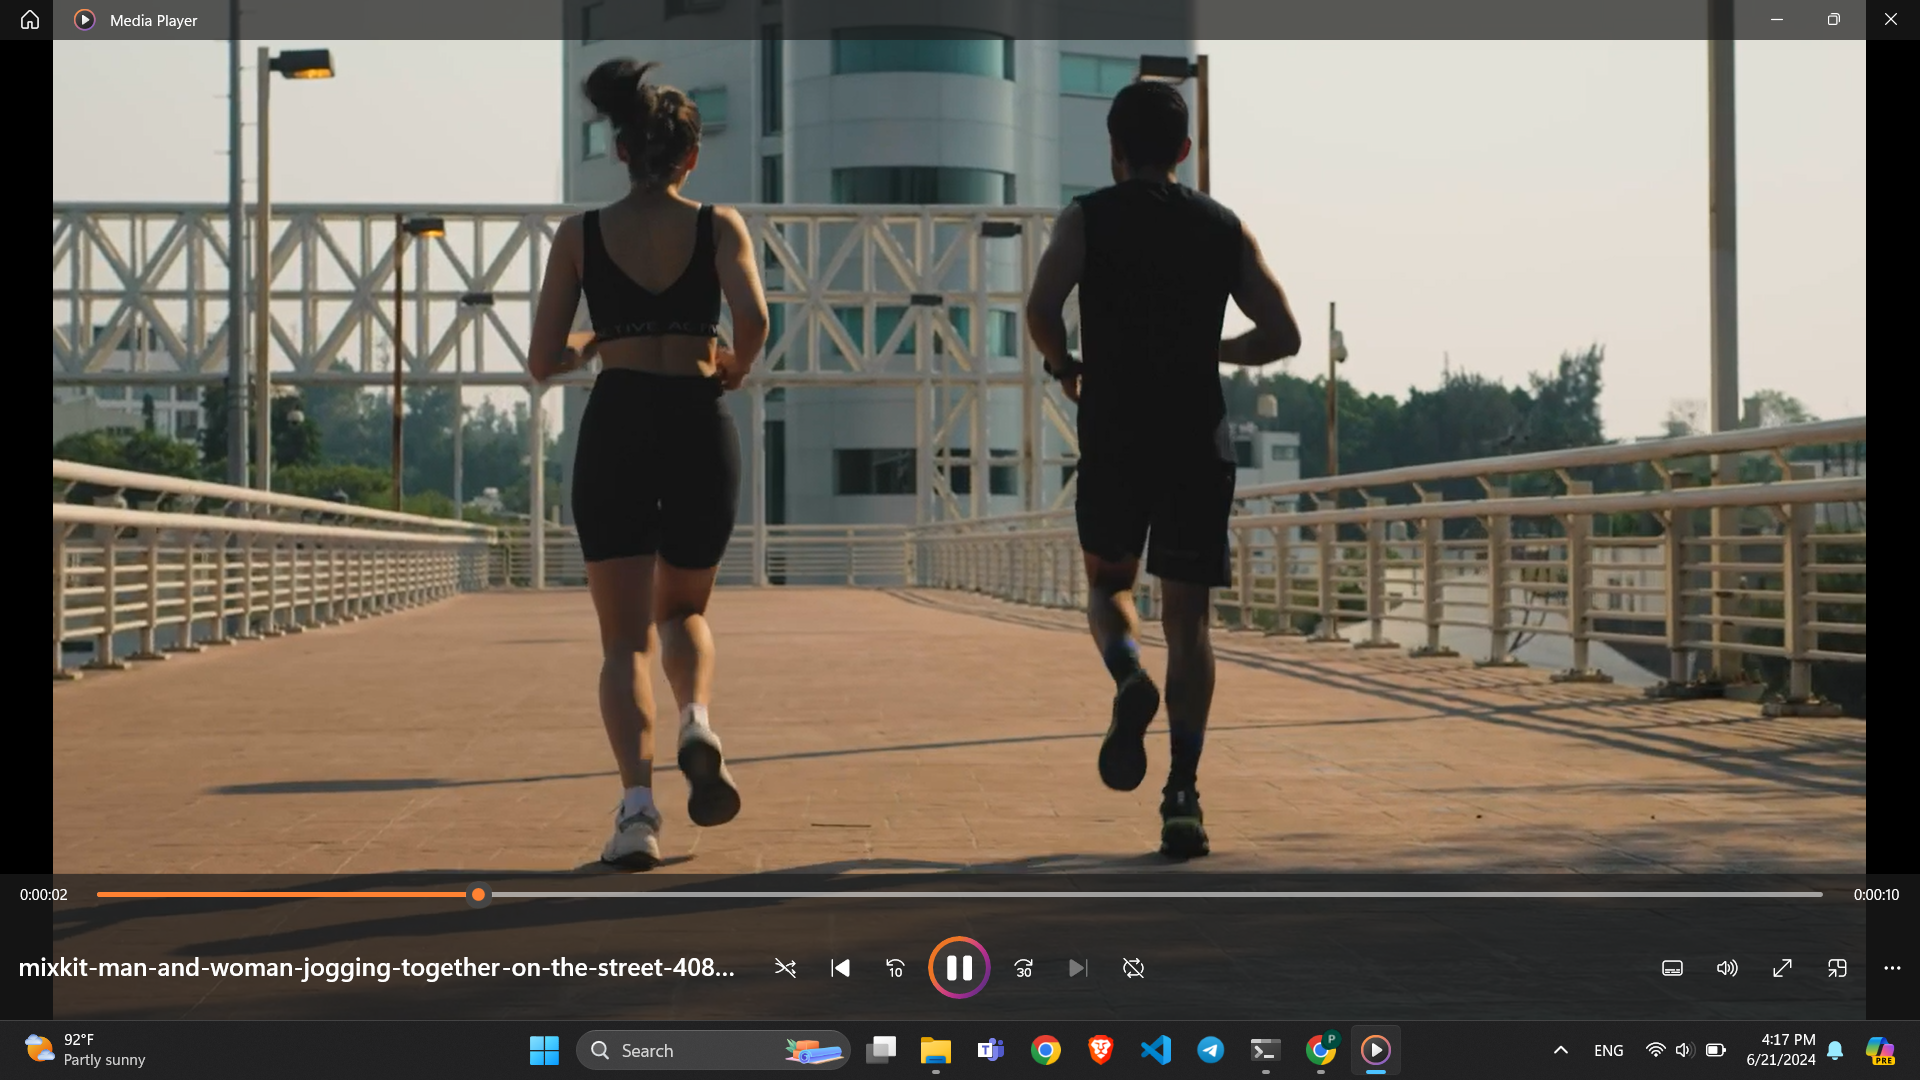 Media Player
0:00:02
0:00:10
mixkit-man-and-woman-jogging-together-on-the-street-408...
10
30
92°F
Partly sunny
Search
T
P
ENG
4:17 PM
6/21/2024
PRE